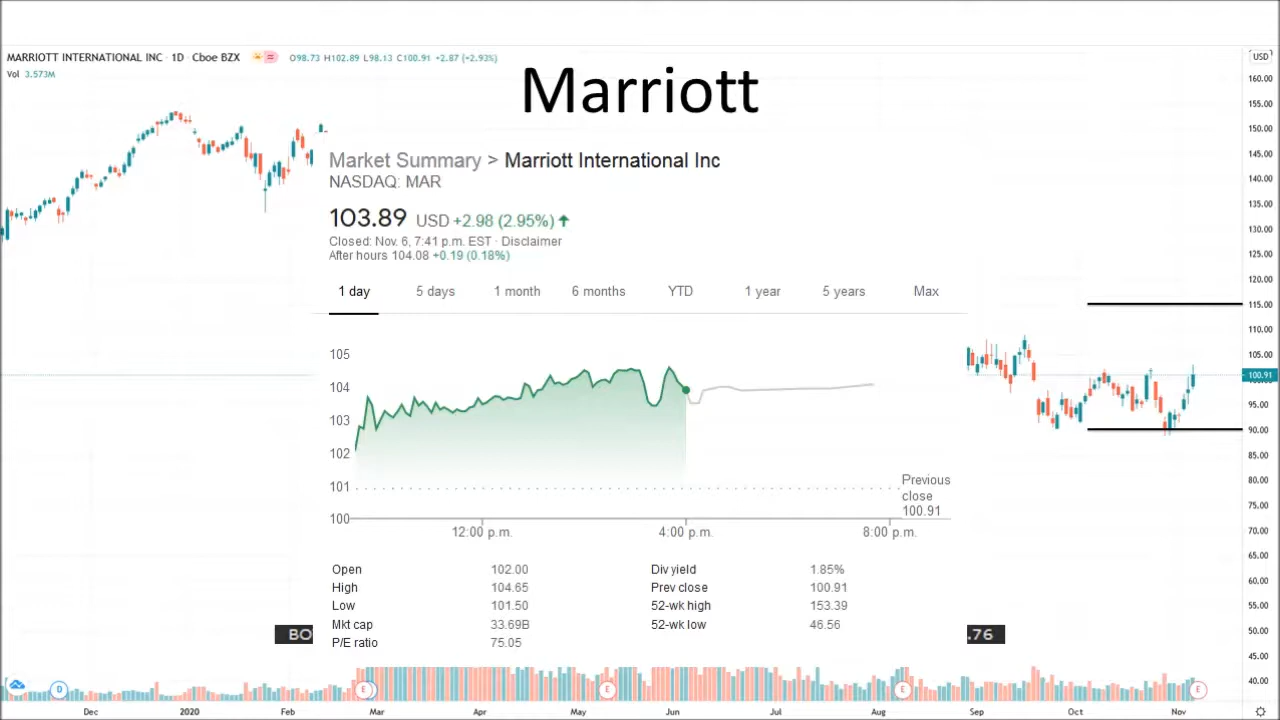 MARRIOTT INTERNATIONAL INC · 1D · Cboe BZX O98.73 H102.89 L98.13 C100.91 +2.87 (+2.93%)
Vol 3.573M
USD
Marriott
Market Summary > Marriott International Inc
NASDAQ: MAR
103.89 USD +2.98 (2.95%)
Closed: Nov. 6, 7:41 p.m. EST · Disclaimer
After hours 104.08 +0.19 (0.18%)
1 day 5 days 1 month 6 months YTD 1 year 5 years Max
105
104
103
102
101
100
Previous
close
100.91
12:00 p.m. 4:00 p.m. 8:00 p.m.
Open 102.00 Div yield 1.85%
High 104.65 Prev close 100.91
Low 101.50 52-wk high 153.39
Mkt cap 33.69B 52-wk low 46.56
P/E ratio 75.05
BO
.76
160.00
155.00
150.00
145.00
140.00
135.00
130.00
125.00
120.00
115.00
110.00
105.00
100.91
95.00
90.00
85.00
80.00
75.00
70.00
65.00
60.00
55.00
50.00
45.00
40.00
D E E E E
Dec 2020 Feb Mar Apr May Jun Jul Aug Sep Oct Nov